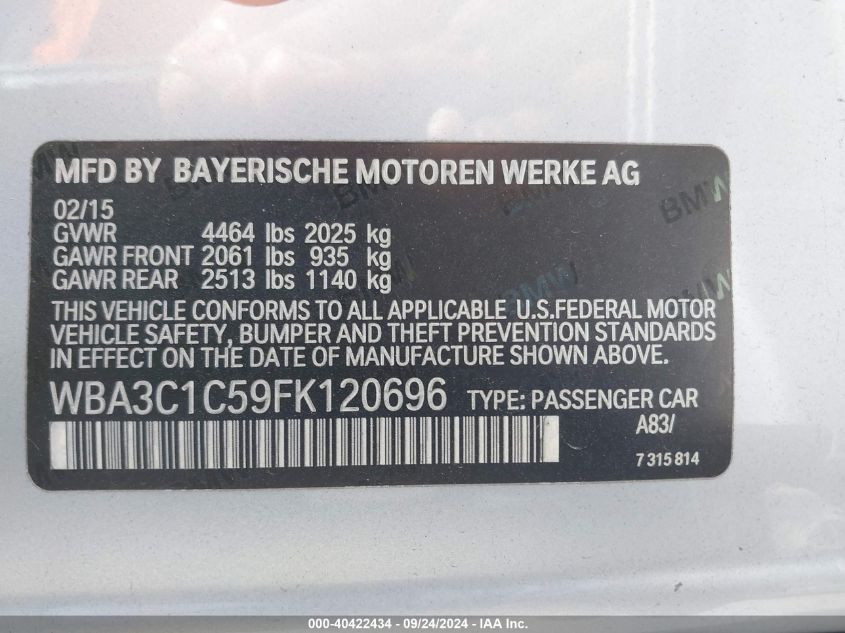 MFD BY BAYERISCHE MOTOREN WERKE AG
02/15
GVWR 4464 lbs 2025 kg
GAWR FRONT 2061 lbs 935 kg
GAWR REAR 2513 lbs 1140 kg
THIS VEHICLE CONFORMS TO ALL APPLICABLE U.S.FEDERAL MOTOR
VEHICLE SAFETY, BUMPER AND THEFT PREVENTION STANDARDS
IN EFFECT ON THE DATE OF MANUFACTURE SHOWN ABOVE.
WBA3C1C59FK120696 TYPE: PASSENGER CAR
A83/
7 315 814
BMW
BMW
000-40422434 - 09/24/2024 - IAA Inc.